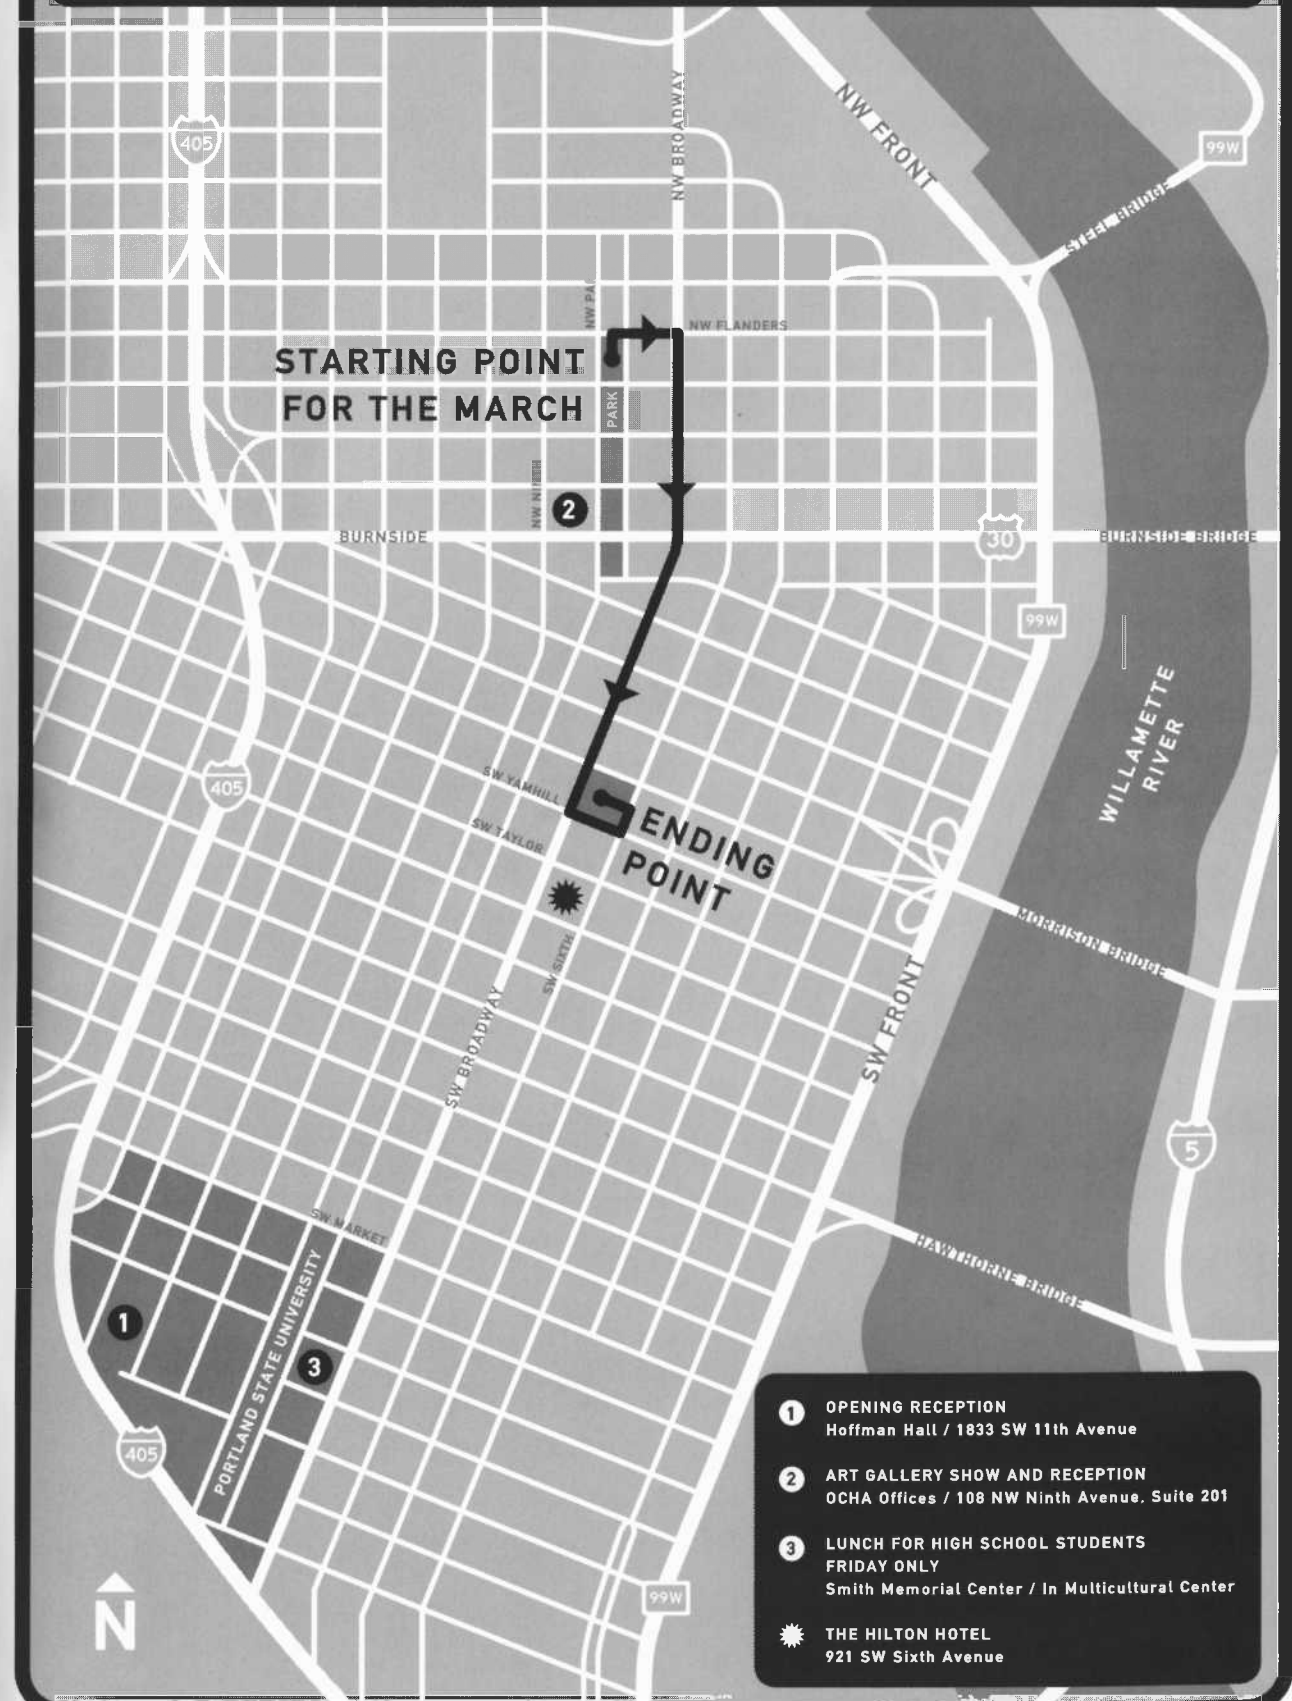 405
NW BROADWAY
NW FRONT
99W
STEEL BRIDGE
NW FLANDERS
STARTING POINT
FOR THE MARCH
PARK
2
BURNSIDE
30
BURNSIDE BRIDGE
99W
WILLAMETTE
RIVER
405
SW YAMHILL
SW TAYLOR
ENDING
POINT
SW SIXTH
MORRISON BRIDGE
SW BROADWAY
SW FRONT
5
SW MARKET
HAWTHORNE BRIDGE
1
PORTLAND STATE UNIVERSITY
3
405
99W
N
1 OPENING RECEPTION
Hoffman Hall / 1833 SW 11th Avenue
2 ART GALLERY SHOW AND RECEPTION
OCHA Offices / 108 NW Ninth Avenue, Suite 201
3 LUNCH FOR HIGH SCHOOL STUDENTS
FRIDAY ONLY
Smith Memorial Center / In Multicultural Center
THE HILTON HOTEL
921 SW Sixth Avenue